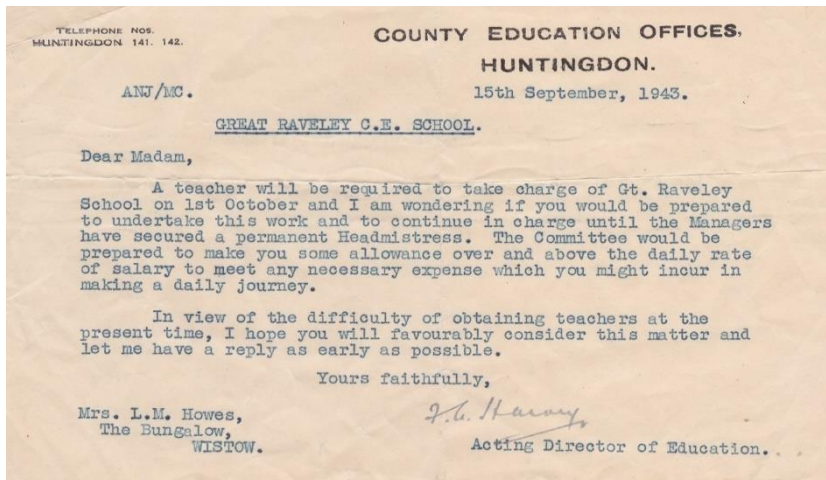 TELEPHONE NOS.
HUNTINGDON 141. 142.
COUNTY EDUCATION OFFICES,
HUNTINGDON.
ANJ/MC.
15th September, 1943.
GREAT RAVELEY C.E. SCHOOL.
Dear Madam,
A teacher will be required to take charge of Gt. Raveley
School on 1st October and I am wondering if you would be prepared
to undertake this work and to continue in charge until the Managers
have secured a permanent Headmistress. The Committee would be
prepared to make you some allowance over and above the daily rate
of salary to meet any necessary expense which you might incur in
making a daily journey.
In view of the difficulty of obtaining teachers at the
present time, I hope you will favourably consider this matter and
let me have a reply as early as possible.
Yours faithfully,
Mrs. L.M. Howes,
The Bungalow,
WISTOW.
Acting Director of Education.